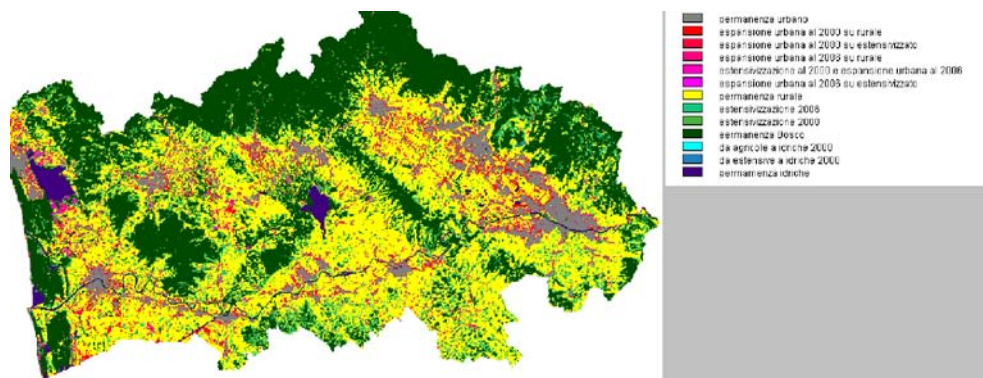 permanenza urbano
espansione urbana al 2000 su rurale
espansione urbana al 2000 su estensivizzato
espansione urbana al 2006 su rurale
estensivizzazione al 2000 e espansione urbana al 2006
espansione urbana al 2006 su estensivizzato
permanenza rurale
estensivizzazione 2006
estensivizzazione 2000
permanenza Bosco
da agricole a idriche 2000
da estensive a idriche 2000
permanenza idriche